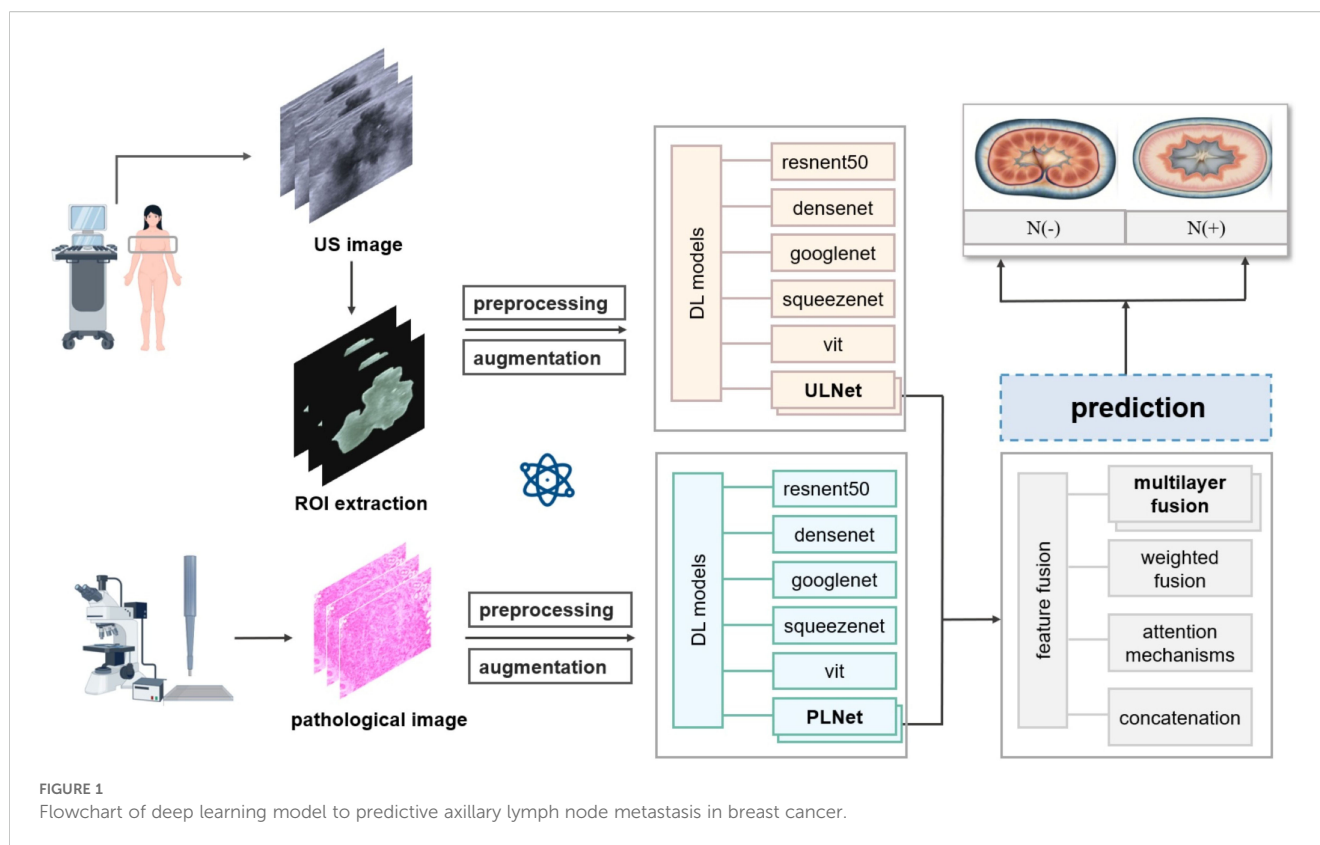 US image
ROI extraction
pathological image
preprocessing
augmentation
preprocessing
augmentation
DL models
resnent50
densenet
googlenet
squeezenet
vit
ULNet
DL models
resnent50
densenet
googlenet
squeezenet
vit
PLNet
N(-)
N(+)
prediction
feature fusion
multilayer
fusion
weighted
fusion
attention
mechanisms
concatenation
FIGURE 1
Flowchart of deep learning model to predictive axillary lymph node metastasis in breast cancer.